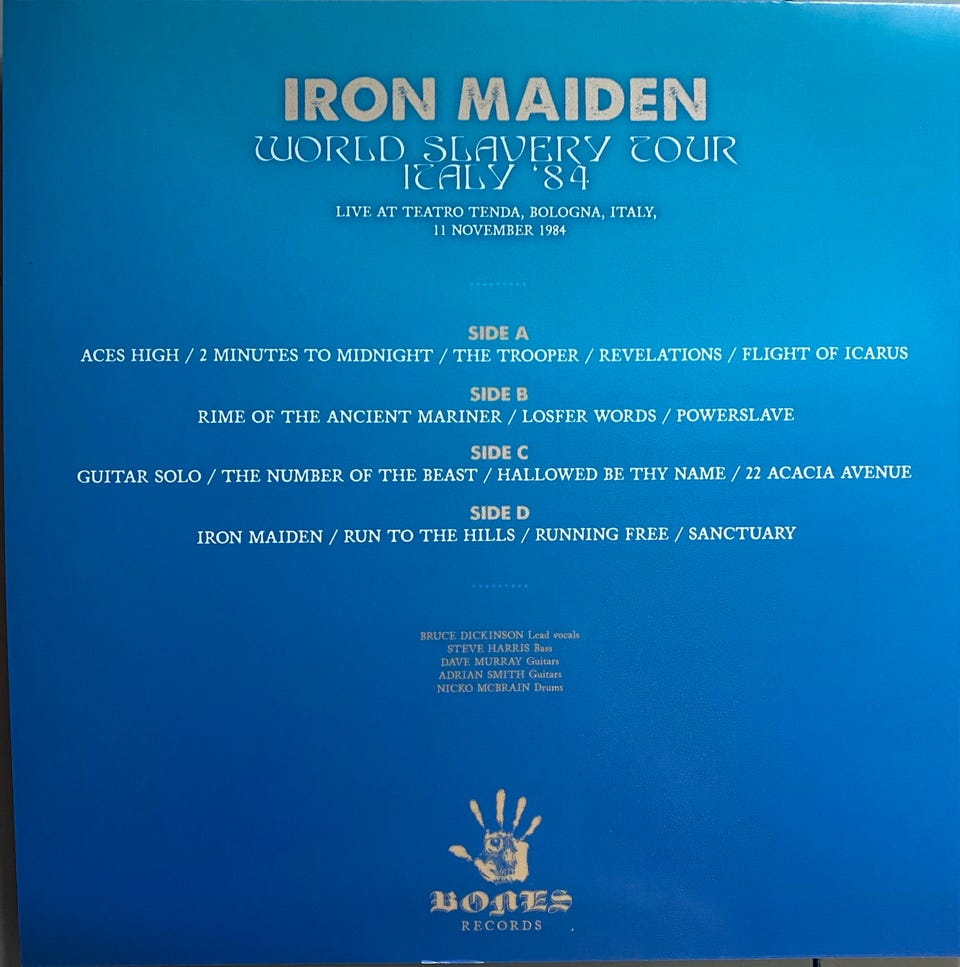 IRON MAIDEN
WORLD SLAVERY TOUR
ITALY '84
LIVE AT TEATRO TENDA, BOLOGNA, ITALY,
11 NOVEMBER 1984
SIDE A
ACES HIGH / 2 MINUTES TO MIDNIGHT / THE TROOPER / REVELATIONS / FLIGHT OF ICARUS
SIDE B
RIME OF THE ANCIENT MARINER / LOSFER WORDS / POWERSLAVE
SIDE C
GUITAR SOLO / THE NUMBER OF THE BEAST / HALLOWED BE THY NAME / 22 ACACIA AVENUE
SIDE D
IRON MAIDEN / RUN TO THE HILLS / RUNNING FREE / SANCTUARY
BRUCE DICKINSON Lead vocals
STEVE HARRIS Bass
DAVE MURRAY Guitars
ADRIAN SMITH Guitars
NICKO MCBRAIN Drums
BONES
RECORDS